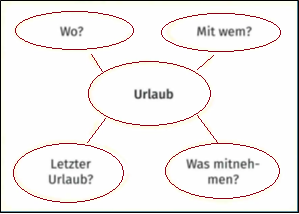 Wo?
Mit wem?
Urlaub
Letzter
Urlaub?
Was mitneh-
men?